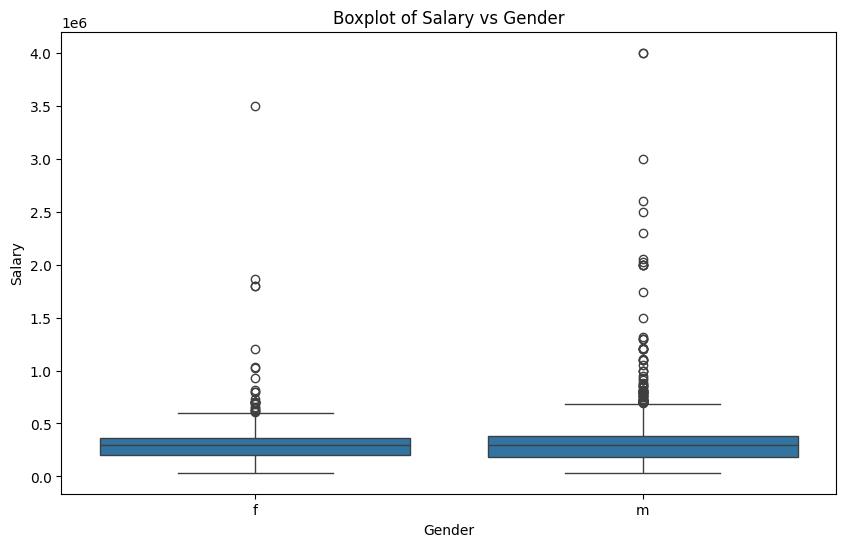 Boxplot of Salary vs Gender
1e6
4.0
3.5
3.0
2.5
2.0
1.5
1.0
0.5
0.0
Salary
f
m
Gender